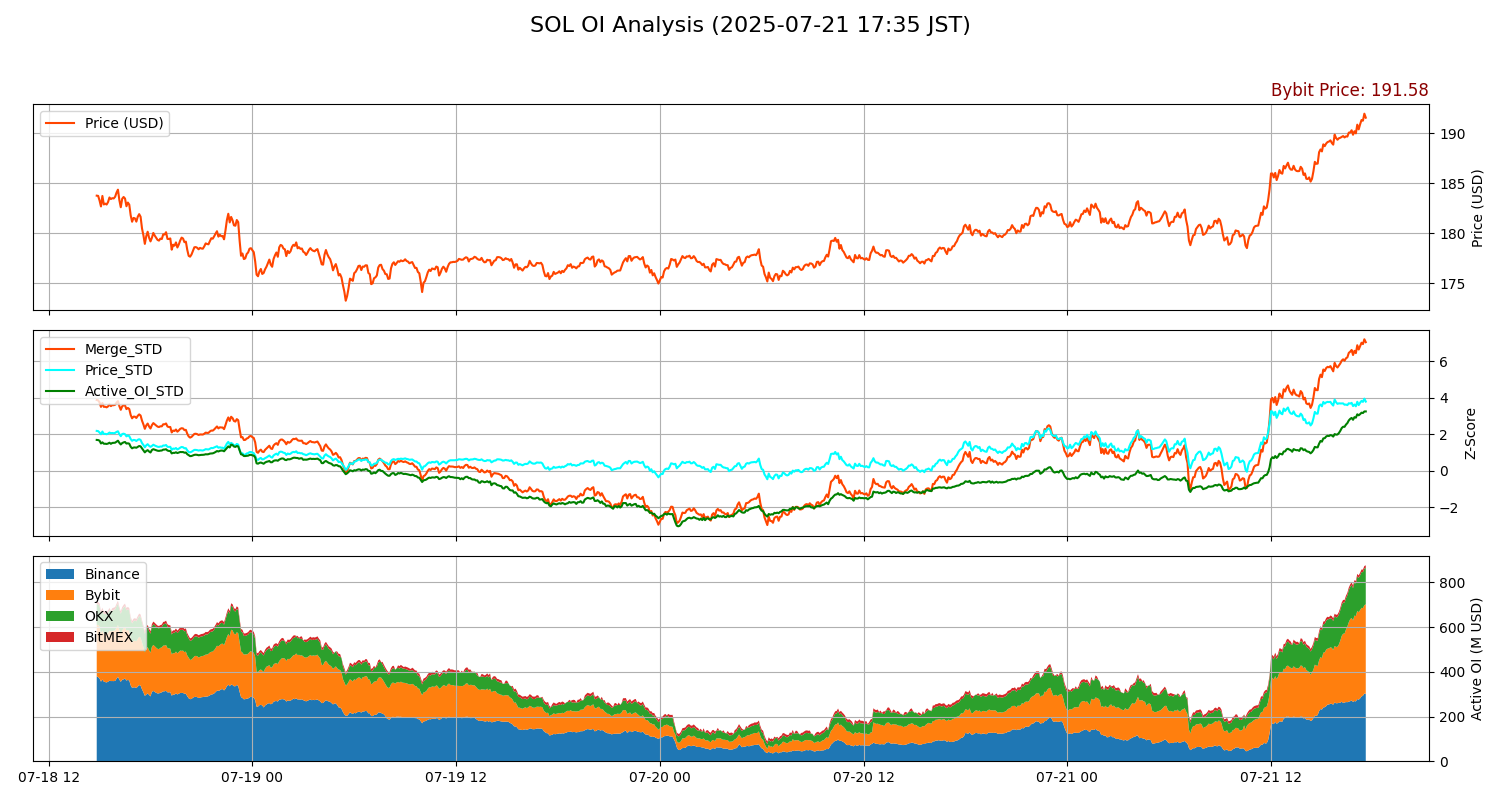 SOL OI Analysis (2025-07-21 17:35 JST)
Bybit Price: 191.58
Price (USD)
190
185
180
175
Price (USD)
Merge_STD
Price_STD
Active_OI_STD
6
4
2
0
−2
Z-Score
Binance
Bybit
OKX
BitMEX
800
600
400
200
0
Active OI (M USD)
07-18 12
07-19 00
07-19 12
07-20 00
07-20 12
07-21 00
07-21 12